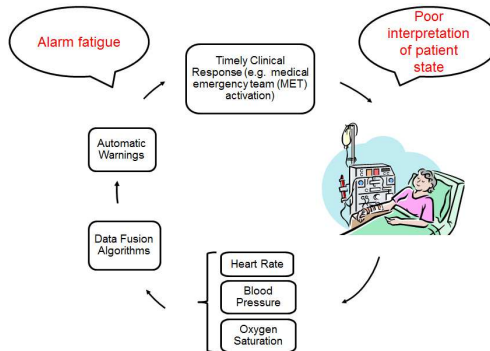 Alarm fatigue
Poor
interpretation
of patient
state
Timely Clinical
Response (e.g. medical
emergency team (MET)
activation)
Automatic
Warnings
Data Fusion
Algorithms
Heart Rate
Blood
Pressure
Oxygen
Saturation